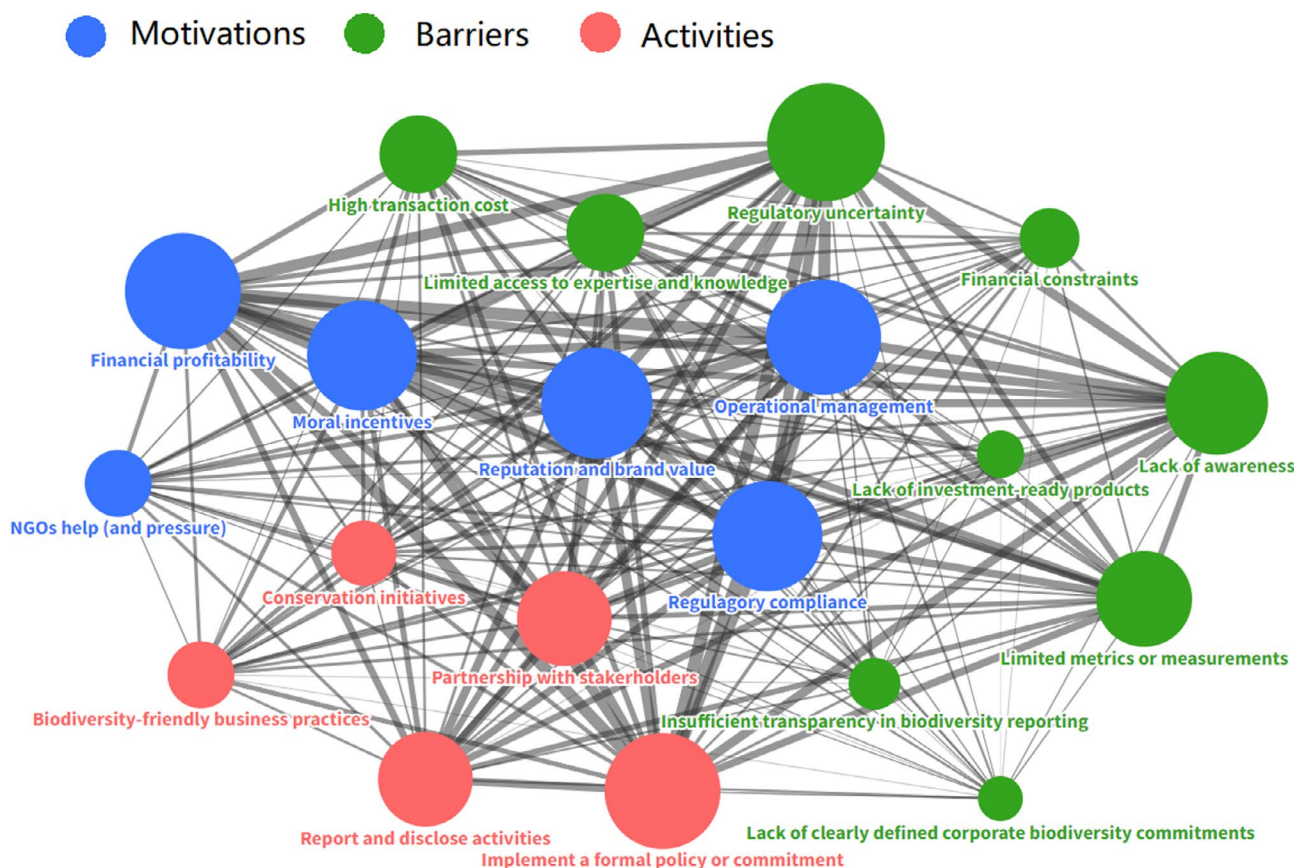 Motivations Barriers Activities
High transaction cost
Regulatory uncertainty
Limited access to expertise and knowledge
Financial constraints
Financial profitability
Moral incentives
Operational management
Reputation and brand value
Lack of awareness
Lack of investment-ready products
NGOs help (and pressure)
Conservation initiatives
Regulagory compliance
Limited metrics or measurements
Partnership with stakerholders
Biodiversity-friendly business practices
Insufficient transparency in biodiversity reporting
Report and disclose activities
Lack of clearly defined corporate biodiversity commitments
Implement a formal policy or commitment